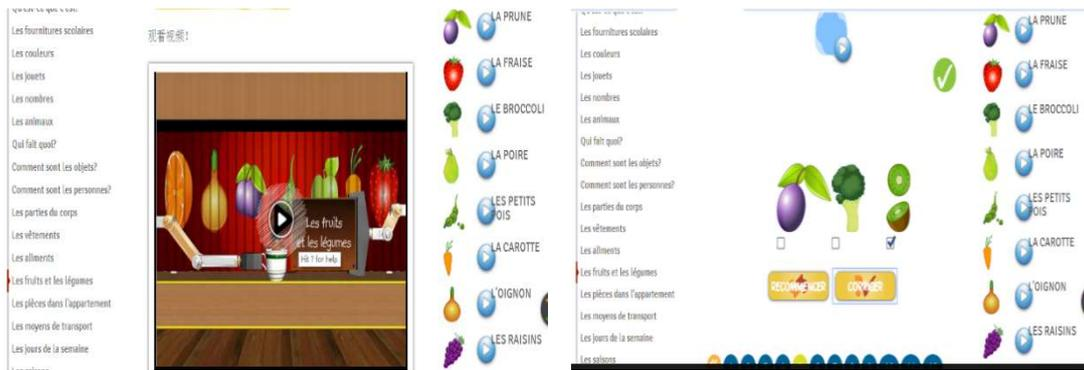 Les fournitures scolaires
Les couleurs
Les jouets
Les nombres
Les animaux
Qui fait quoi?
Comment sont les objets?
Comment sont les personnes?
Les parties du corps
Les vêtements
Les aliments
Les fruits et les légumes
Les pièces dans l'appartement
Les moyens de transport
Les jours de la semaine
观看视频!
Les fruits
et les légumes
Hit ? for help
LA PRUNE
LA FRAISE
LE BROCCOLI
LA POIRE
LES PETITS
POIS
LA CAROTTE
L'OIGNON
LES RAISINS
Les fournitures scolaires
Les couleurs
Les jouets
Les nombres
Les animaux
Qui fait quoi?
Comment sont les objets?
Comment sont les personnes?
Les parties du corps
Les vêtements
Les aliments
Les fruits et les légumes
Les pièces dans l'appartement
Les moyens de transport
Les jours de la semaine
Les saisons
RECOMMENCER
CORRIGER
LA PRUNE
LA FRAISE
LE BROCCOLI
LA POIRE
LES PETITS
POIS
LA CAROTTE
L'OIGNON
LES RAISINS